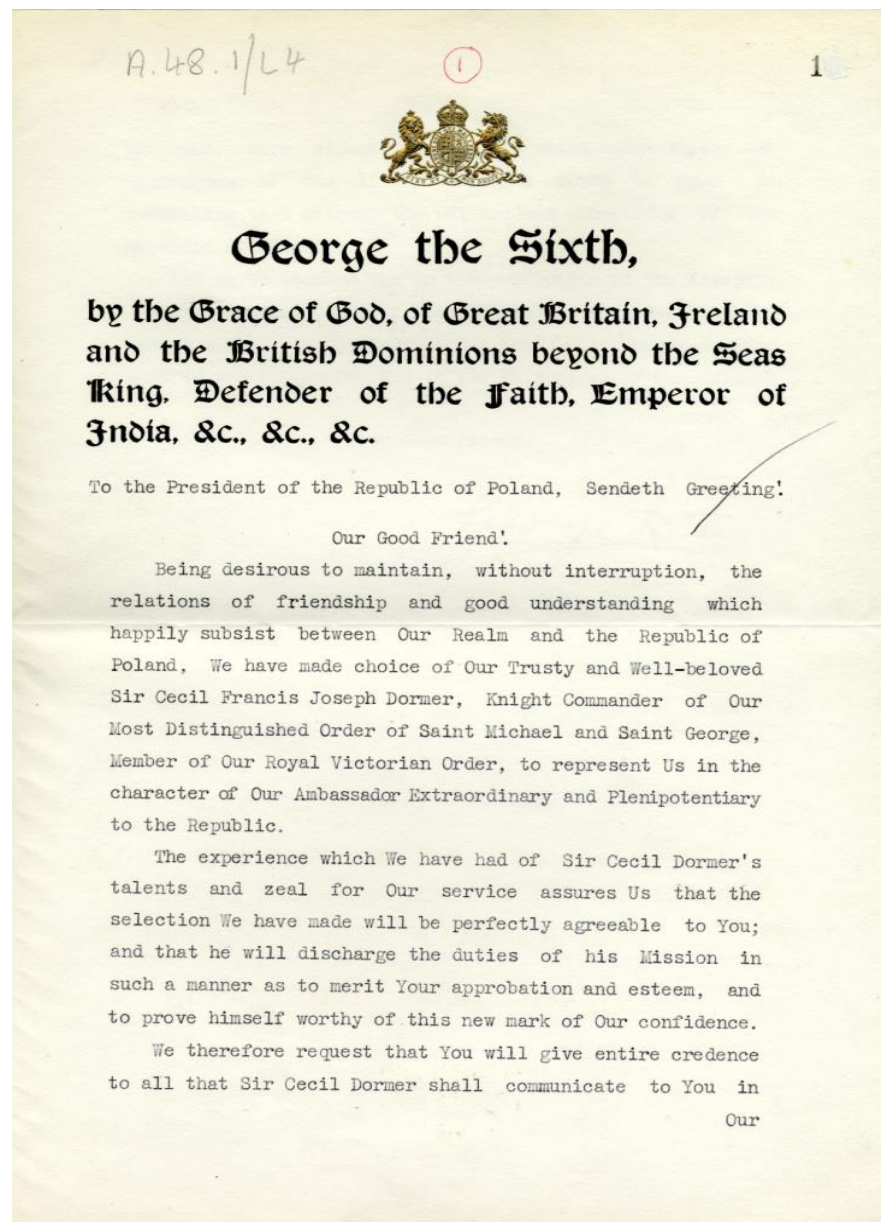 A.48.1/L4
1
1
George the Sixth,
by the Grace of God, of Great Britain, Ireland
and the British Dominions beyond the Seas
King, Defender of the Faith, Emperor of
India, &c., &c., &c.
To the President of the Republic of Poland, Sendeth Greeting!
Our Good Friend!
Being desirous to maintain, without interruption, the
relations of friendship and good understanding which
happily subsist between Our Realm and the Republic of
Poland, We have made choice of Our Trusty and Well-beloved
Sir Cecil Francis Joseph Dormer, Knight Commander of Our
Most Distinguished Order of Saint Michael and Saint George,
Member of Our Royal Victorian Order, to represent Us in the
character of Our Ambassador Extraordinary and Plenipotentiary
to the Republic.
The experience which We have had of Sir Cecil Dormer's
talents and zeal for Our service assures Us that the
selection We have made will be perfectly agreeable to You;
and that he will discharge the duties of his Mission in
such a manner as to merit Your approbation and esteem, and
to prove himself worthy of this new mark of Our confidence.
We therefore request that You will give entire credence
to all that Sir Cecil Dormer shall communicate to You in
Our